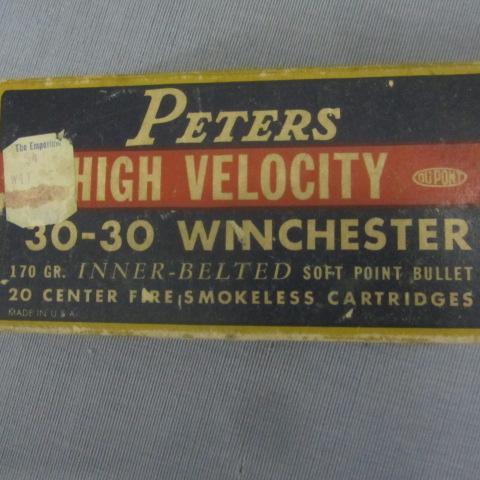 PETERS
The Emporium
HIGH VELOCITY
DU PONT
30-30 WINCHESTER
170 GR. INNER-BELTED SOFT POINT BULLET
20 CENTER FIRE SMOKELESS CARTRIDGES
MADE IN U.S.A.